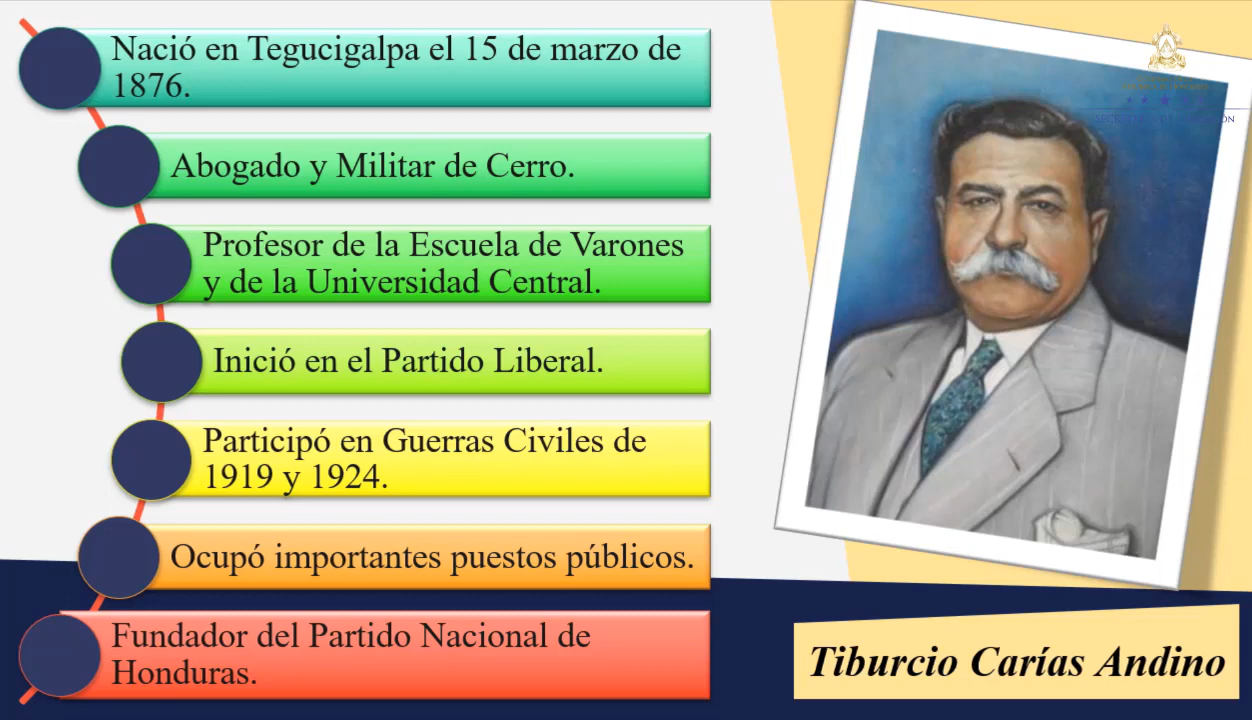 Nació en Tegucigalpa el 15 de marzo de
1876.
Abogado y Militar de Cerro.
Profesor de la Escuela de Varones
y de la Universidad Central.
Inició en el Partido Liberal.
Participó en Guerras Civiles de
1919 y 1924.
Ocupó importantes puestos públicos.
Fundador del Partido Nacional de
Honduras.
Tiburcio Carías Andino